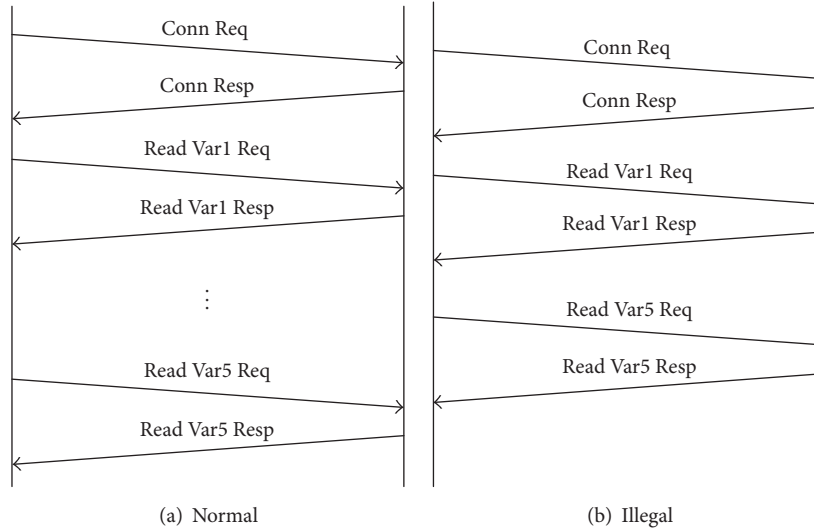 Conn Req
Conn Resp
Read Var1 Req
Read Var1 Resp
⋮
Read Var5 Req
Read Var5 Resp
(a) Normal
Conn Req
Conn Resp
Read Var1 Req
Read Var1 Resp
Read Var5 Req
Read Var5 Resp
(b) Illegal